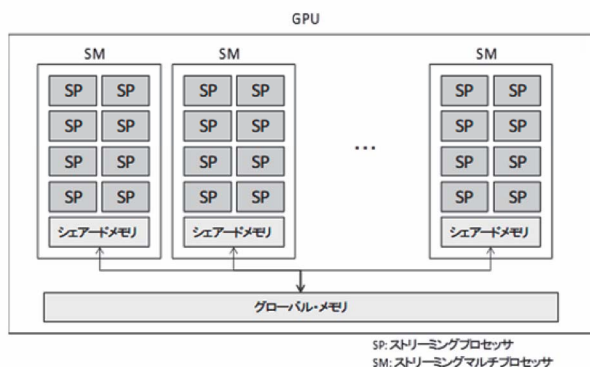 GPU
SM SM SM
SP SP SP SP SP SP
SP SP SP SP SP SP
SP SP SP SP SP SP
SP SP SP SP SP SP
シェアードメモリ シェアードメモリ シェアードメモリ
...
グローバル・メモリ
SP: ストリーミングプロセッサ
SM: ストリーミングマルチプロセッサ